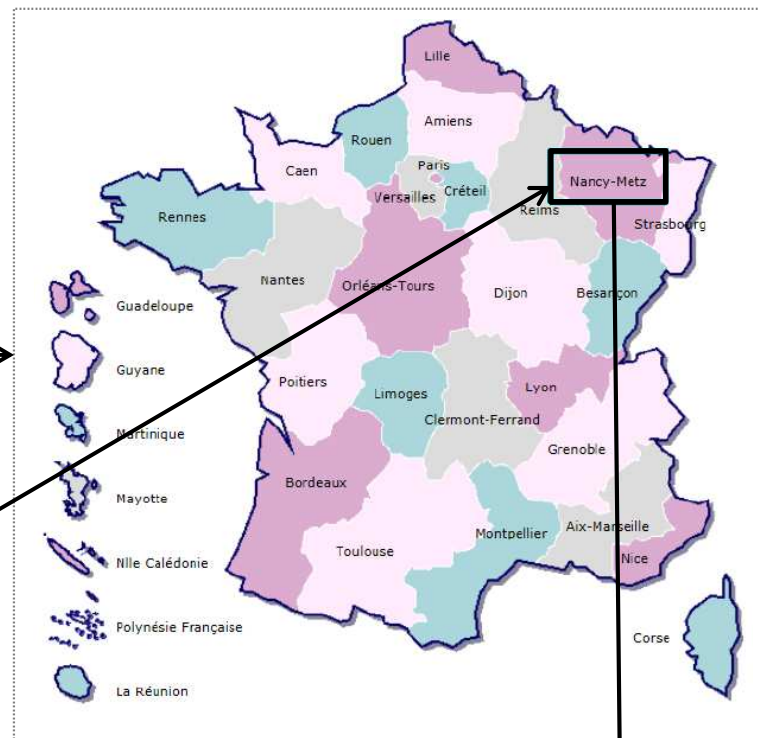 Lille
Amiens
Rouen
Caen
Paris
Versailles
Créteil
Reims
Nancy-Metz
Strasbourg
Rennes
Nantes
Orléans-Tours
Dijon
Besançon
Guadeloupe
Guyane
Poitiers
Limoges
Clermont-Ferrand
Lyon
Grenoble
Martinique
Mayotte
Bordeaux
Toulouse
Montpellier
Aix-Marseille
Nice
Nlle Calédonie
Polynésie Française
Corse
La Réunion